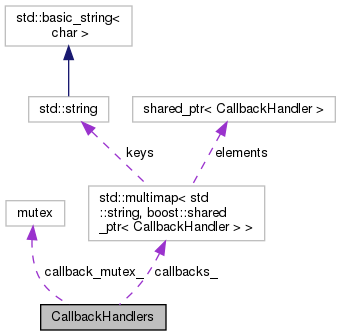 std::basic_string<
char >
std::string
shared_ptr< CallbackHandler >
keys
elements
std::multimap< std
::string, boost::shared
_ptr< CallbackHandler > >
mutex
callback_mutex_
callbacks_
CallbackHandlers